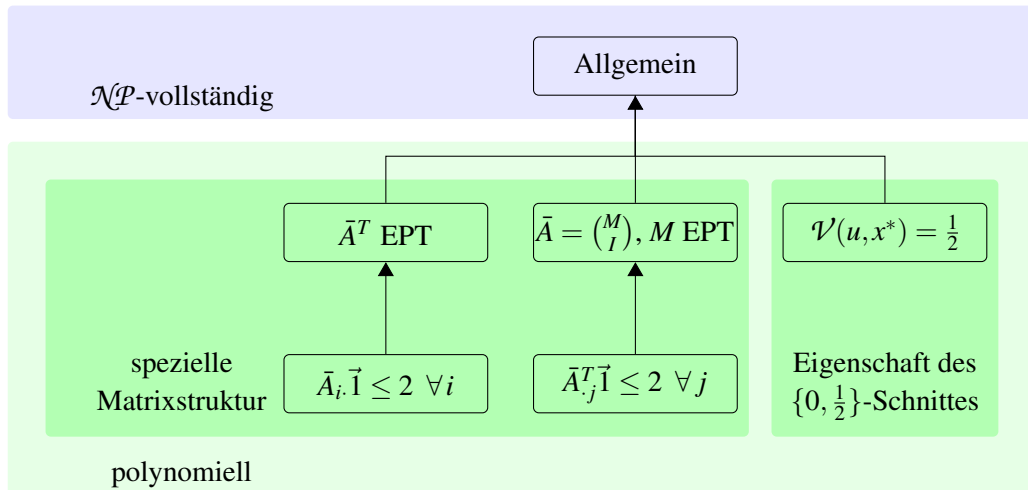 Allgemein
𝒩𝒫-vollständig
Ā^T EPT
Ā = (M I), M EPT
𝒱(u,x*) = 1/2
spezielle
Matrixstruktur
Ā_i· 1⃗ ≤ 2 ∀i
Ā^T_·j 1⃗ ≤ 2 ∀j
Eigenschaft des
{0, 1/2}-Schnittes
polynomiell